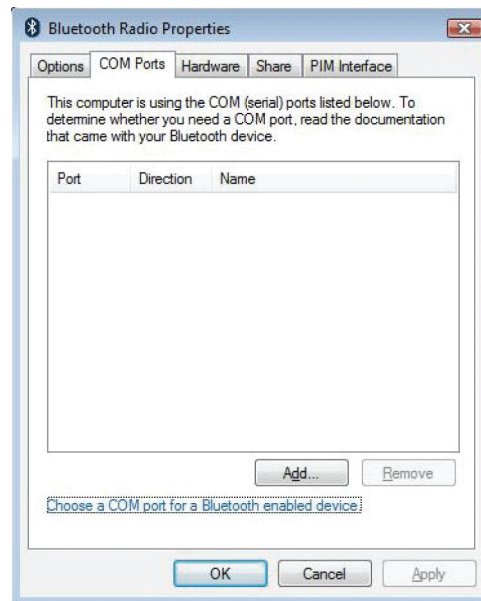 Bluetooth Radio Properties
Options COM Ports Hardware Share PIM Interface
This computer is using the COM (serial) ports listed below. To
determine whether you need a COM port, read the documentation
that came with your Bluetooth device.
Port Direction Name
Add... Remove
Choose a COM port for a Bluetooth enabled device.
OK Cancel Apply